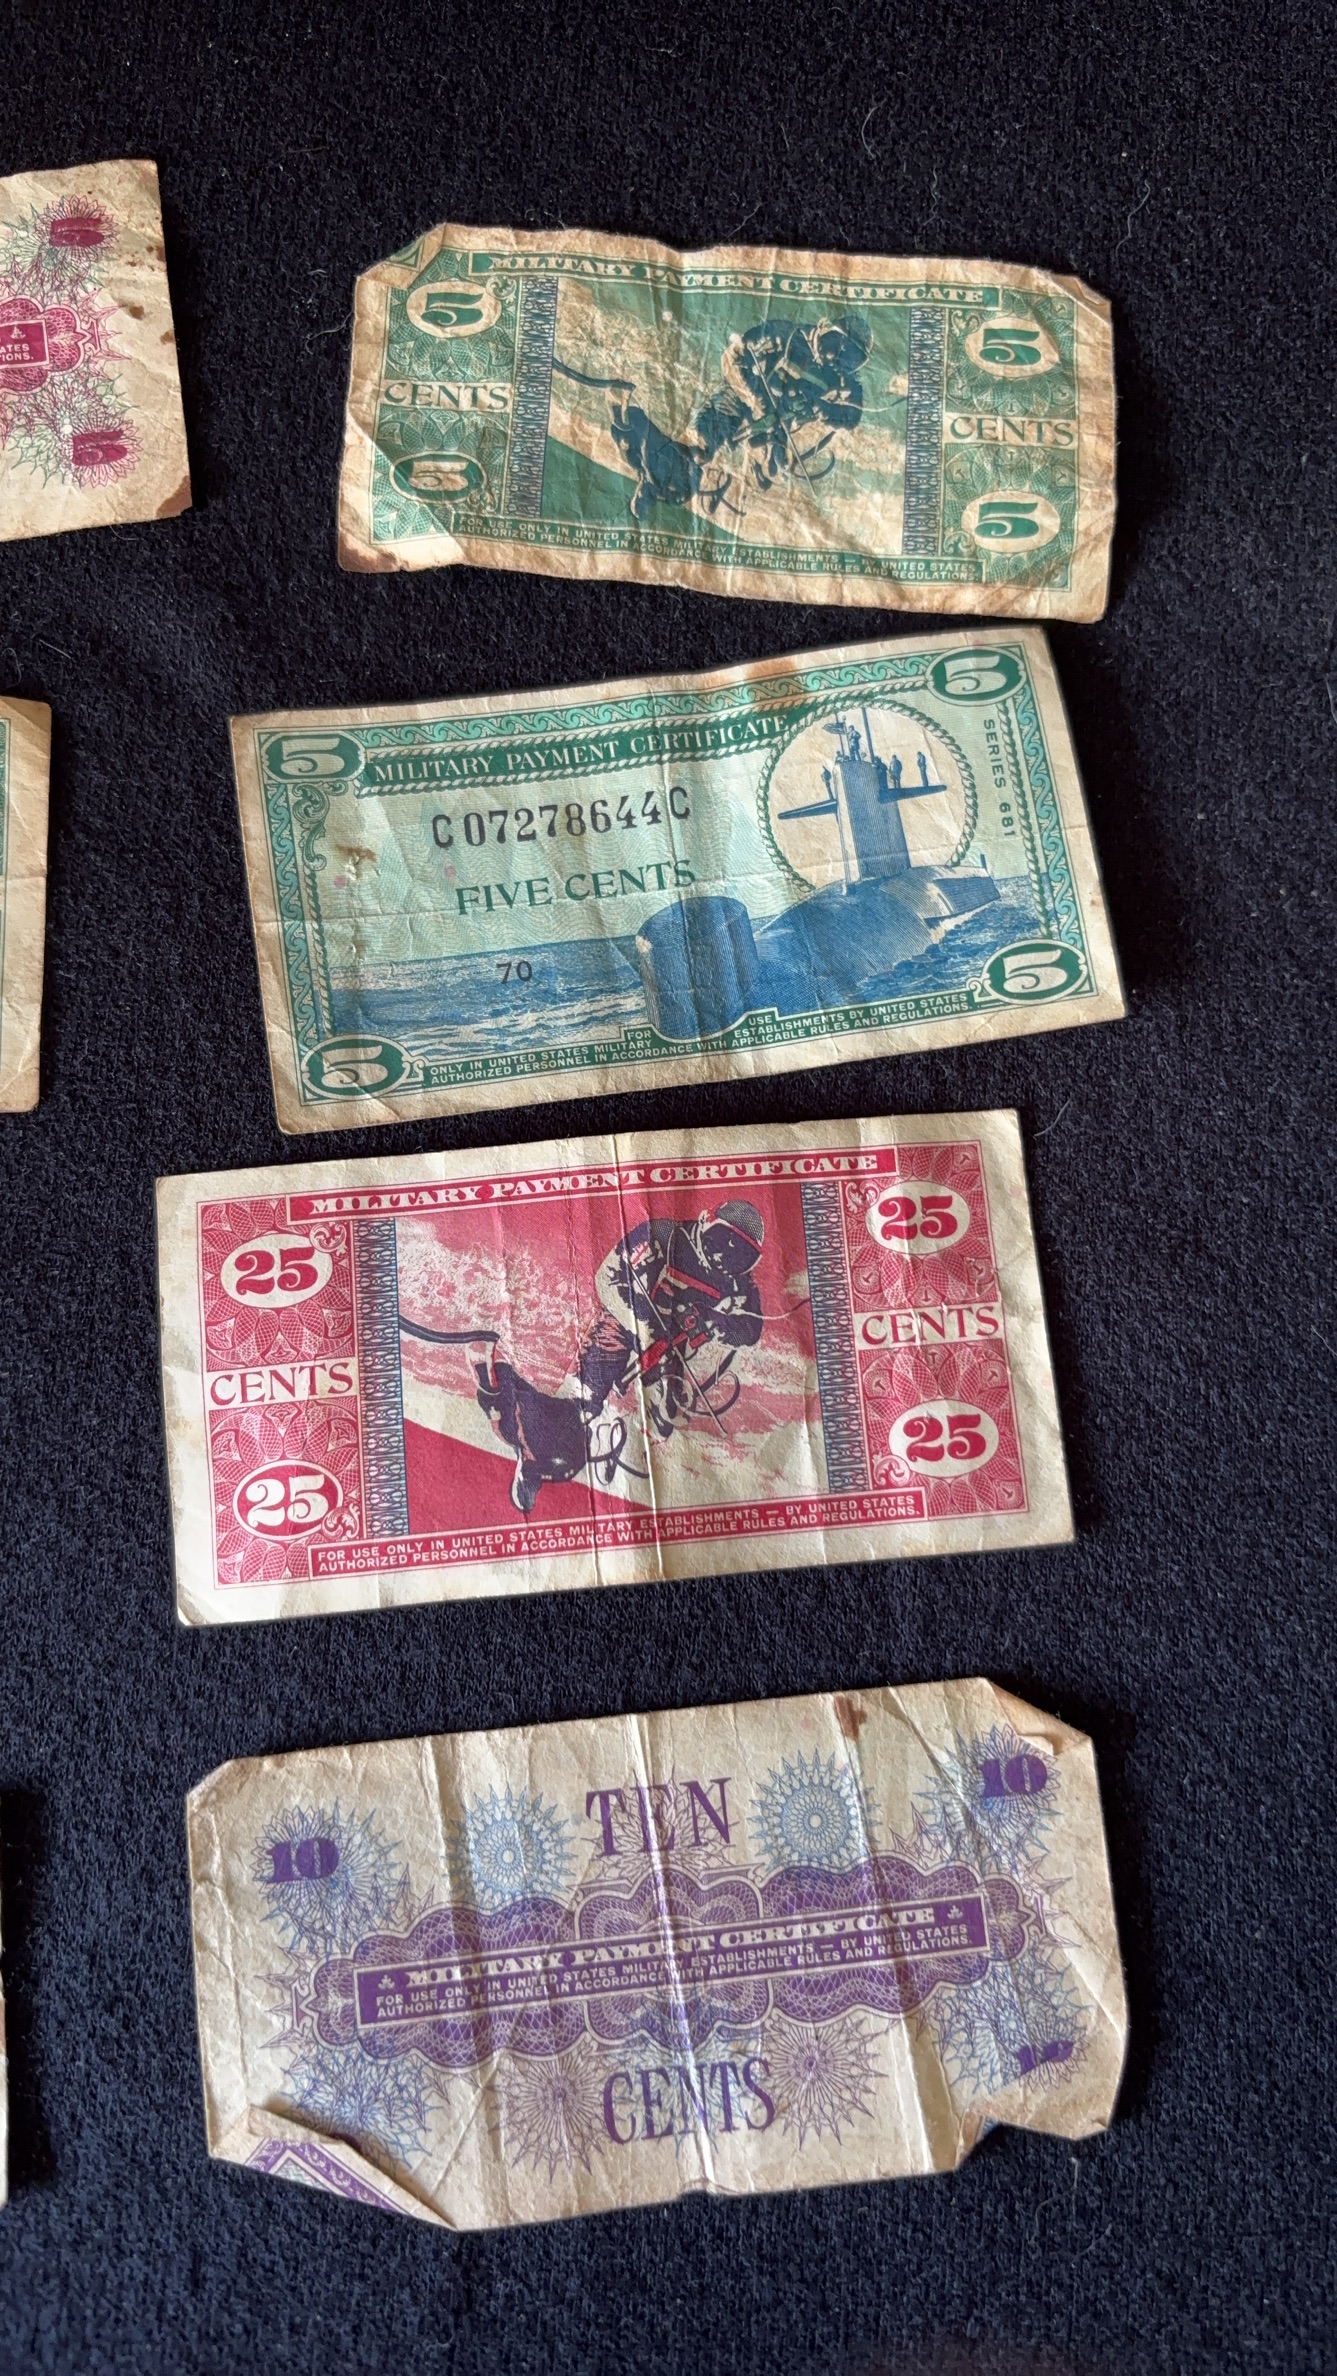 5
ATES
IONS.
5
MILITARY PAYMENT CERTIFICATE
5
5
CENTS
CENTS
5
5
FOR USE ONLY IN UNITED STATES MILITARY ESTABLISHMENTS — BY UNITED STATES
AUTHORIZED PERSONNEL IN ACCORDANCE WITH APPLICABLE RULES AND REGULATIONS.
5
5
MILITARY PAYMENT CERTIFICATE
SERIES 681
C07278644C
FIVE CENTS
70
5
5
FOR USE
ONLY IN UNITED STATES MILITARY ESTABLISHMENTS BY UNITED STATES
AUTHORIZED PERSONNEL IN ACCORDANCE WITH APPLICABLE RULES AND REGULATIONS.
MILITARY PAYMENT CERTIFICATE
25
25
CENTS
CENTS
25
25
FOR USE ONLY IN UNITED STATES MILITARY ESTABLISHMENTS — BY UNITED STATES
AUTHORIZED PERSONNEL IN ACCORDANCE WITH APPLICABLE RULES AND REGULATIONS.
10
TEN
10
MILITARY PAYMENT CERTIFICATE
FOR USE ONLY IN UNITED STATES MILITARY ESTABLISHMENTS — BY UNITED STATES
AUTHORIZED PERSONNEL IN ACCORDANCE WITH APPLICABLE RULES AND REGULATIONS.
CENTS